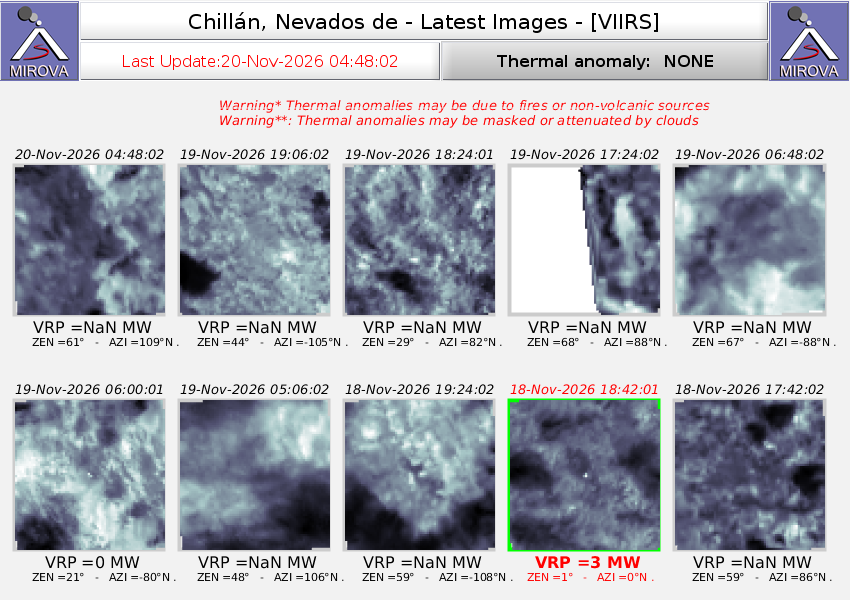 Chillán, Nevados de - Latest Images - [VIIRS]
MIROVA
Last Update:20-Nov-2026 04:48:02
Thermal anomaly: NONE
MIROVA
Warning* Thermal anomalies may be due to fires or non-volcanic sources
Warning**: Thermal anomalies may be masked or attenuated by clouds
20-Nov-2026 04:48:02 19-Nov-2026 19:06:02 19-Nov-2026 18:24:01 19-Nov-2026 17:24:02 19-Nov-2026 06:48:02
VRP =NaN MW VRP =NaN MW VRP =NaN MW VRP =NaN MW VRP =NaN MW
ZEN =61° - AZI =109°N . ZEN =44° - AZI =-105°N . ZEN =29° - AZI =82°N . ZEN =68° - AZI =88°N . ZEN =67° - AZI =-88°N .
19-Nov-2026 06:00:01 19-Nov-2026 05:06:02 18-Nov-2026 19:24:02 18-Nov-2026 18:42:01 18-Nov-2026 17:42:02
VRP =0 MW VRP =NaN MW VRP =NaN MW VRP =3 MW VRP =NaN MW
ZEN =21° - AZI =-80°N . ZEN =48° - AZI =106°N . ZEN =59° - AZI =-108°N . ZEN =1° - AZI =0°N . ZEN =59° - AZI =86°N .